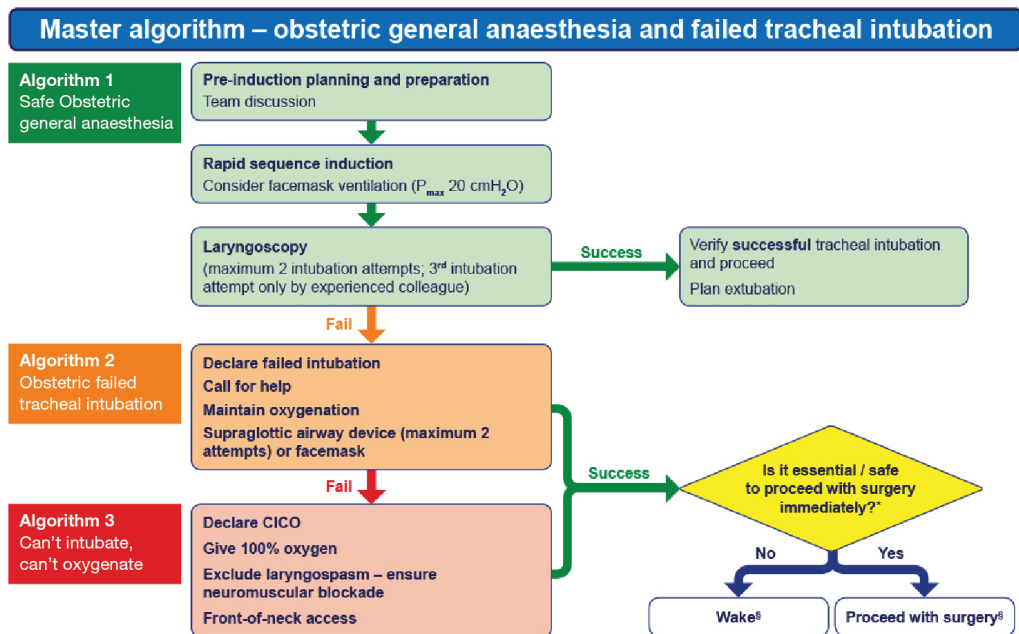 Master algorithm – obstetric general anaesthesia and failed tracheal intubation
Algorithm 1
Safe Obstetric
general anaesthesia
Pre-induction planning and preparation
Team discussion
Rapid sequence induction
Consider facemask ventilation (Pmax 20 cmH2O)
Laryngoscopy
(maximum 2 intubation attempts; 3rd intubation
attempt only by experienced colleague)
Success
Verify successful tracheal intubation
and proceed
Plan extubation
Fail
Algorithm 2
Obstetric failed
tracheal intubation
Declare failed intubation
Call for help
Maintain oxygenation
Supraglottic airway device (maximum 2
attempts) or facemask
Fail
Success
Is it essential / safe
to proceed with surgery
immediately?*
Algorithm 3
Can't intubate,
can't oxygenate
Declare CICO
Give 100% oxygen
Exclude laryngospasm – ensure
neuromuscular blockade
Front-of-neck access
No
Yes
Wake§
Proceed with surgery§